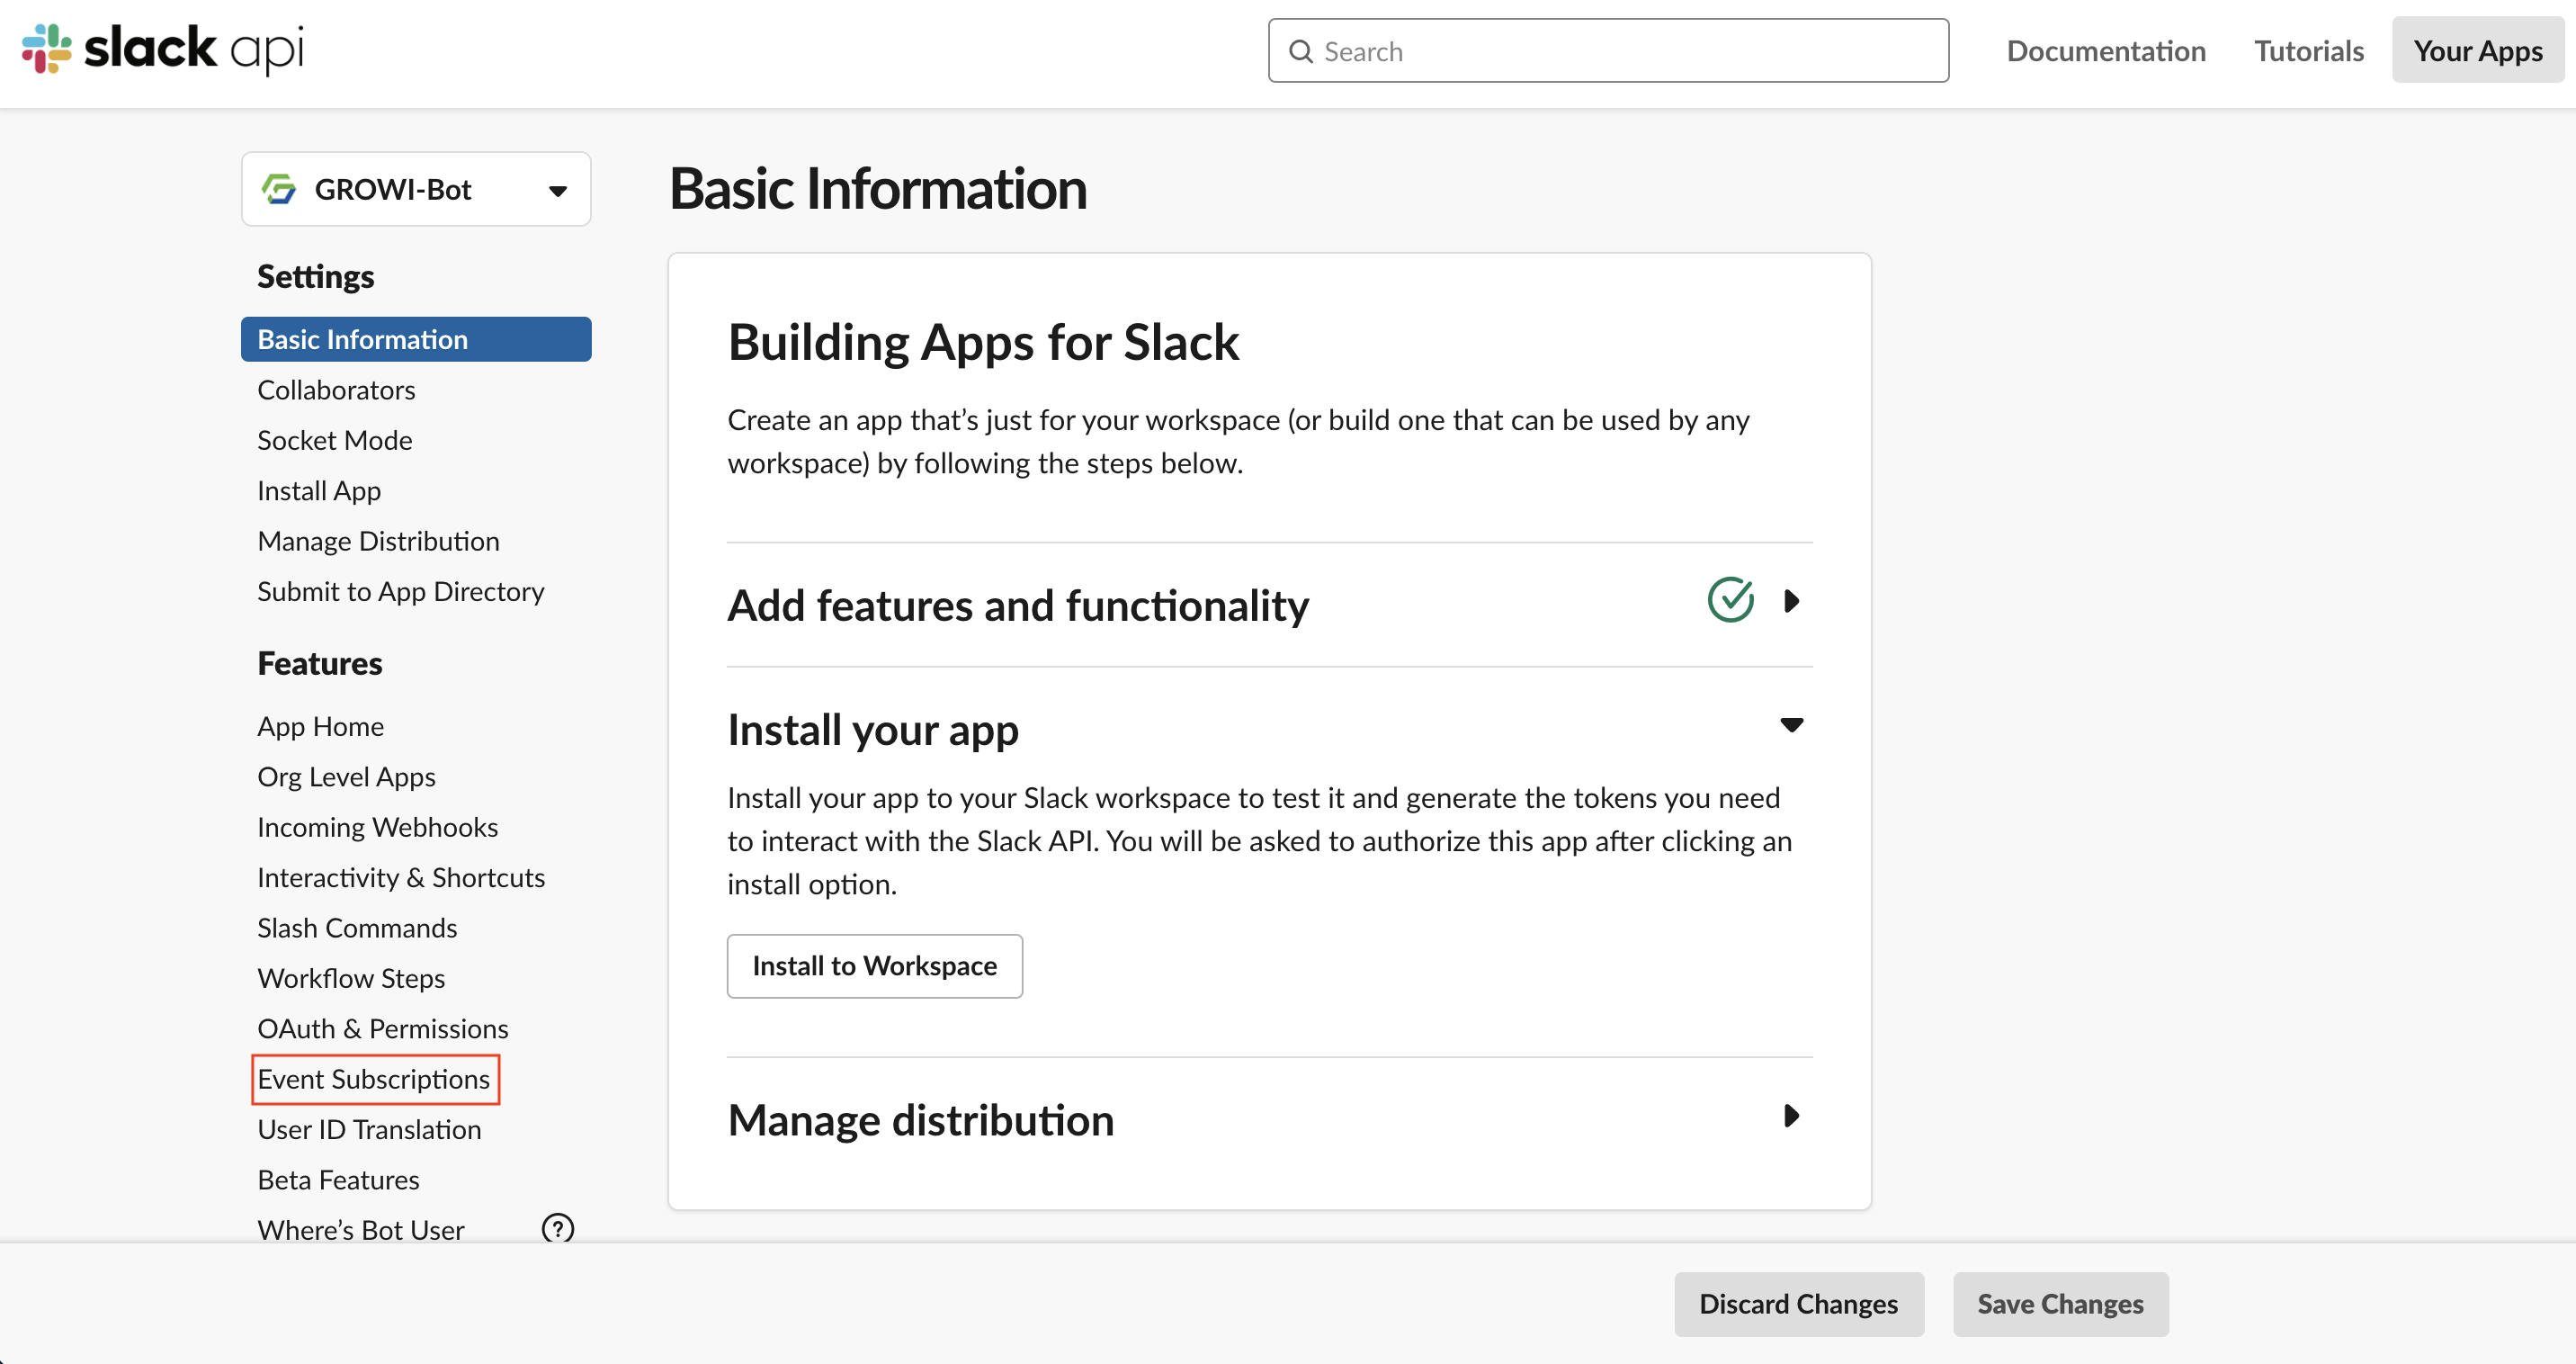 slack api
Search
Documentation
Tutorials
Your Apps
GROWI-Bot
Settings
Basic Information
Collaborators
Socket Mode
Install App
Manage Distribution
Submit to App Directory
Features
App Home
Org Level Apps
Incoming Webhooks
Interactivity & Shortcuts
Slash Commands
Workflow Steps
OAuth & Permissions
Event Subscriptions
User ID Translation
Beta Features
Where’s Bot User
?
Basic Information
Building Apps for Slack
Create an app that’s just for your workspace (or build one that can be used by any
workspace) by following the steps below.
Add features and functionality
Install your app
Install your app to your Slack workspace to test it and generate the tokens you need
to interact with the Slack API. You will be asked to authorize this app after clicking an
install option.
Install to Workspace
Manage distribution
Discard Changes
Save Changes